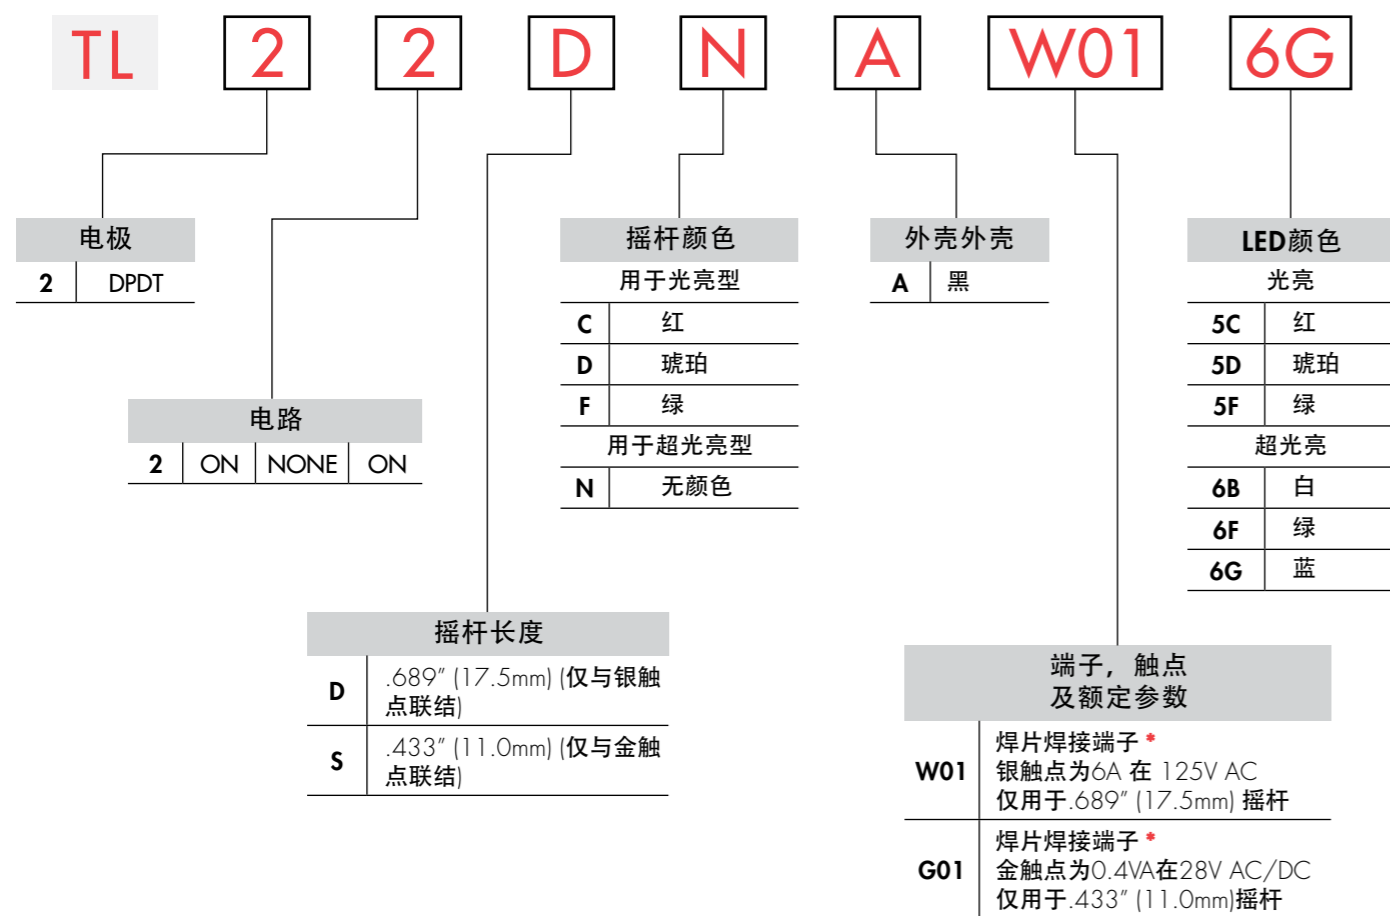 TL 2 2 D N A W01 6G
电极
2 DPDT
电路
2 ON NONE ON
摇杆长度
D .689" (17.5mm) (仅与银触
点联结)
S .433" (11.0mm) (仅与金触
点联结)
摇杆颜色
用于光亮型
C 红
D 琥珀
F 绿
用于超光亮型
N 无颜色
外壳外壳
A 黑
端子，触点
及额定参数
W01 焊片焊接端子 *
银触点为6A 在 125V AC
仅用于.689" (17.5mm) 摇杆
G01 焊片焊接端子 *
金触点为0.4VA在28V AC/DC
仅用于.433" (11.0mm)摇杆
LED颜色
光亮
5C 红
5D 琥珀
5F 绿
超光亮
6B 白
6F 绿
6G 蓝